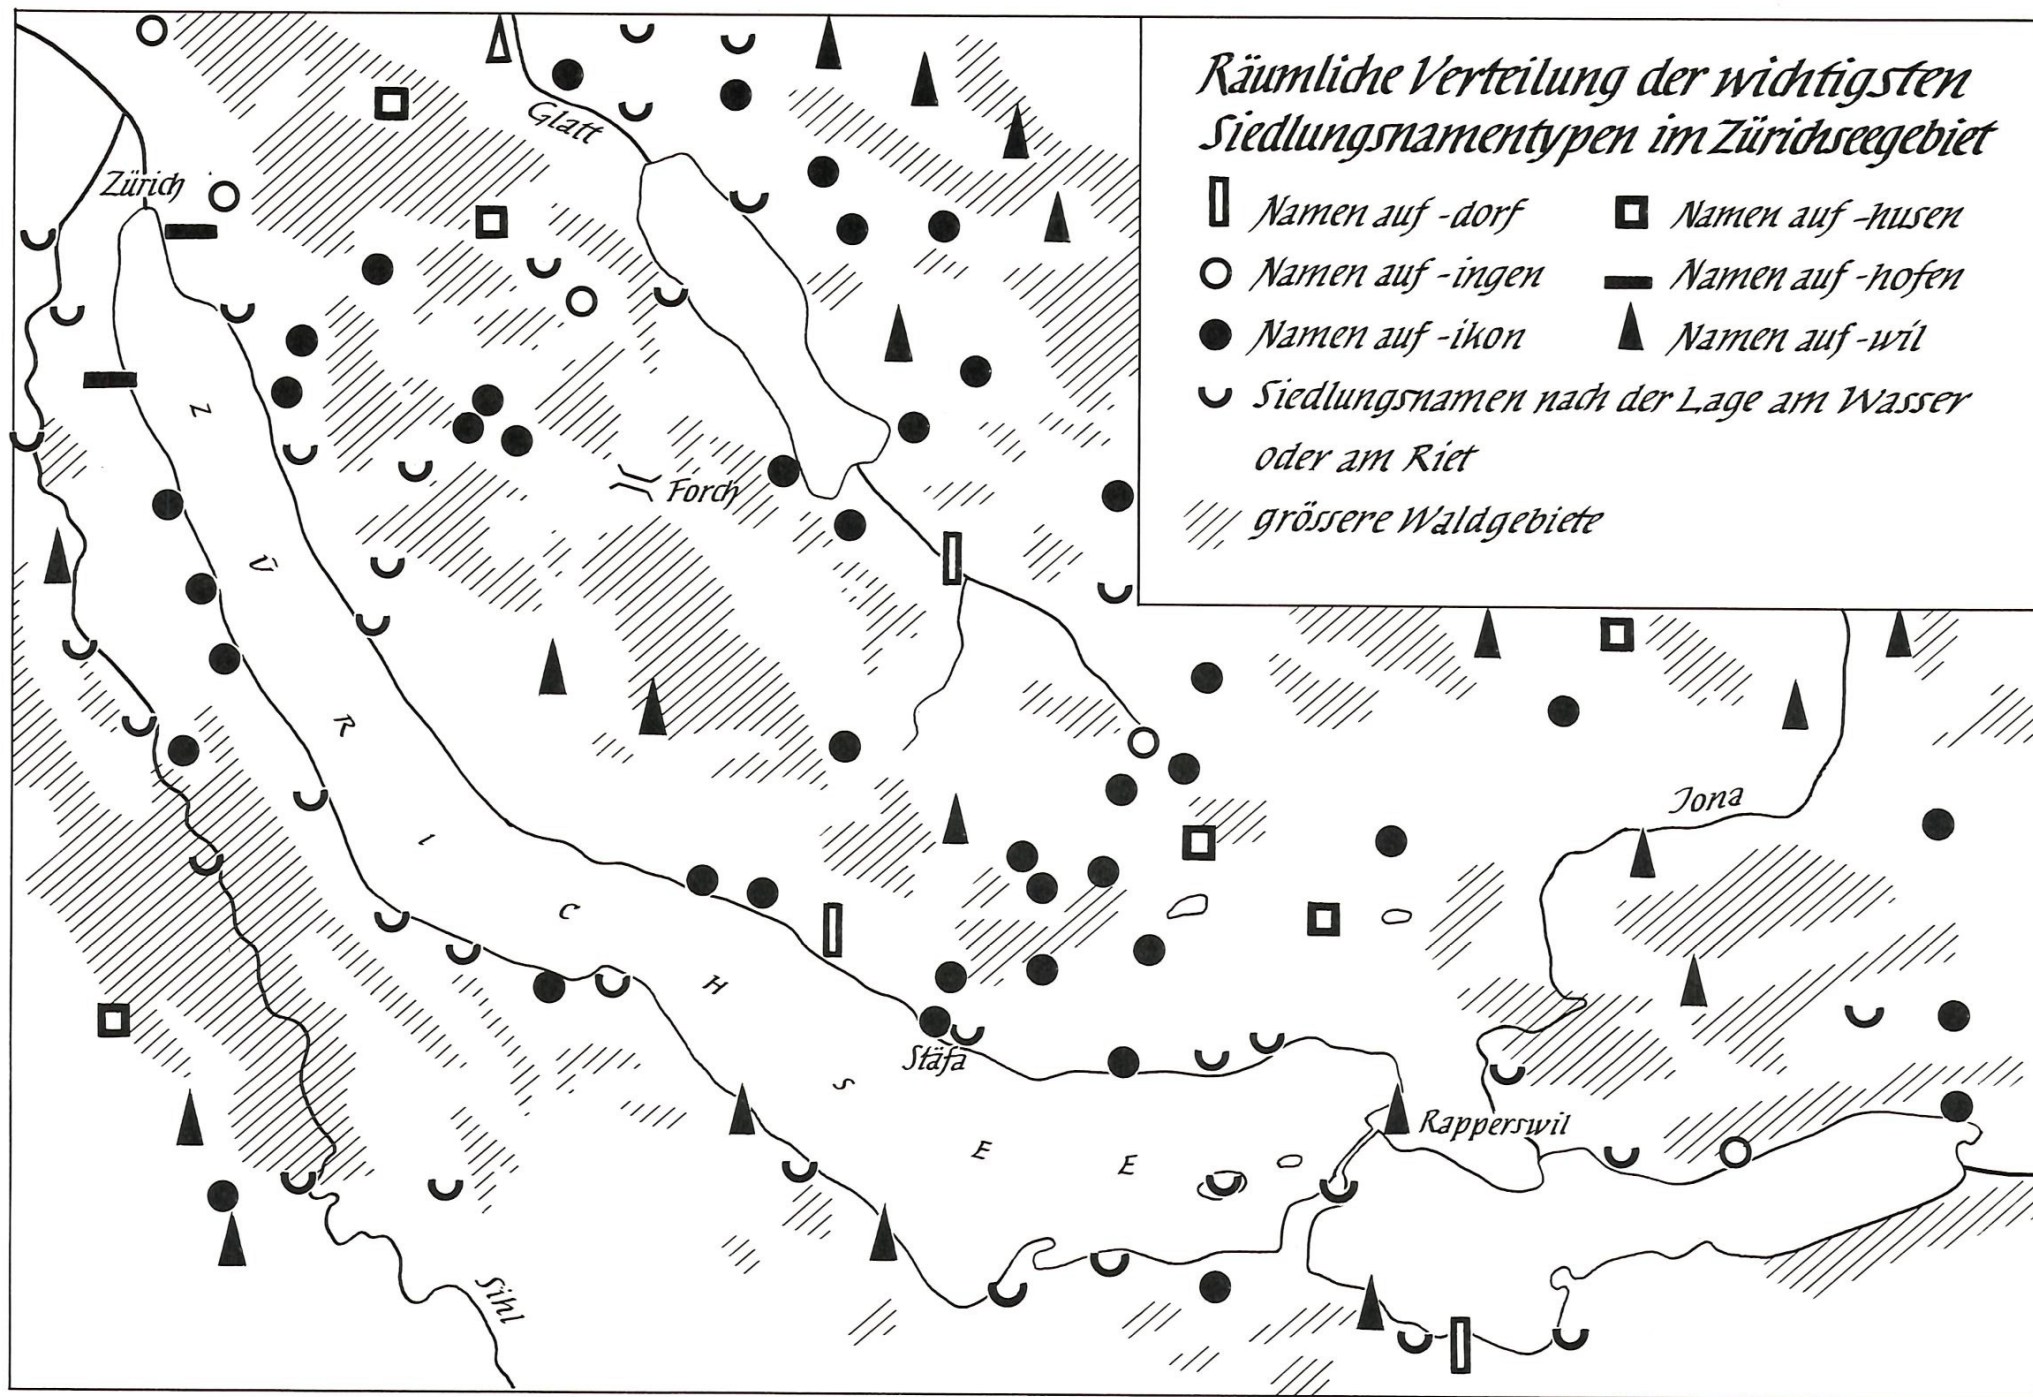 Räumliche Verteilung der wichtigsten
Siedlungsnamentypen im Zürichseegebiet
Namen auf -dorf
Namen auf -husen
Namen auf -ingen
Namen auf -hofen
Namen auf -ikon
Namen auf -wil
Siedlungsnamen nach der Lage am Wasser
oder am Riet
grössere Waldgebiete
Glatt
Zürich
Forch
ZÜRICHSEE
Jona
Stäfa
Rapperswil
Sihl